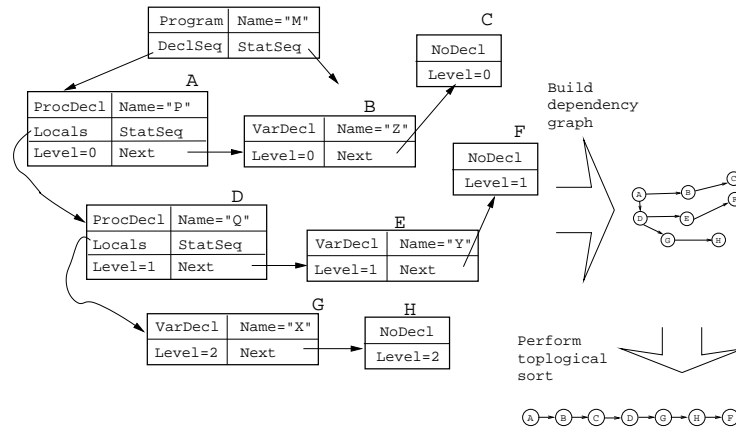 Program Name="M"
DeclSeq StatSeq
A
ProcDecl Name="P"
Locals StatSeq
Level=0 Next
B
VarDecl Name="Z"
Level=0 Next
C
NoDecl
Level=0
D
ProcDecl Name="Q"
Locals StatSeq
Level=1 Next
E
VarDecl Name="Y"
Level=1 Next
F
NoDecl
Level=1
G
VarDecl Name="X"
Level=2 Next
H
NoDecl
Level=2
Build
dependency
graph
A B C
D E F
G H
Perform
toplogical
sort
A B C D G H F